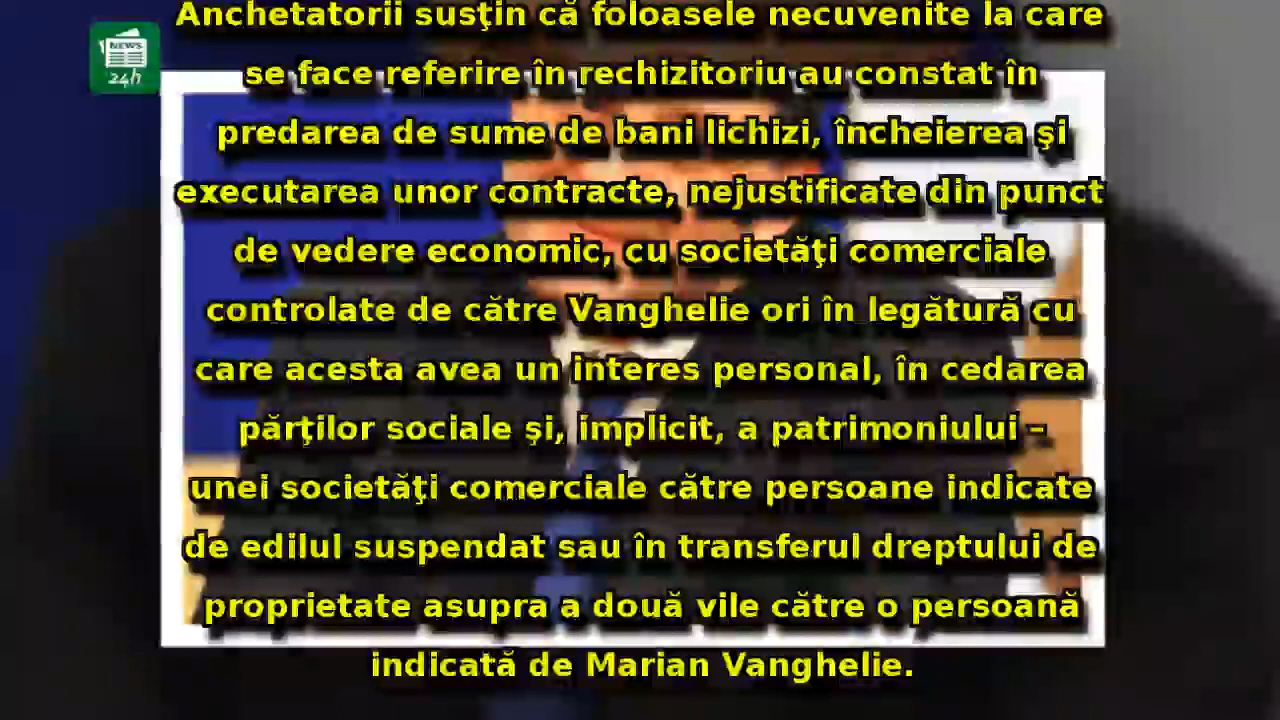 NEWS
24h
Anchetatorii susţin că foloasele necuvenite la care
se face referire în rechizitoriu au constat în
predarea de sume de bani lichizi, încheierea şi
executarea unor contracte, nejustificate din punct
de vedere economic, cu societăţi comerciale
controlate de către Vanghelie ori în legătură cu
care acesta avea un interes personal, în cedarea
părţilor sociale şi, implicit, a patrimoniului –
unei societăţi comerciale către persoane indicate
de edilul suspendat sau în transferul dreptului de
proprietate asupra a două vile către o persoană
indicată de Marian Vanghelie.